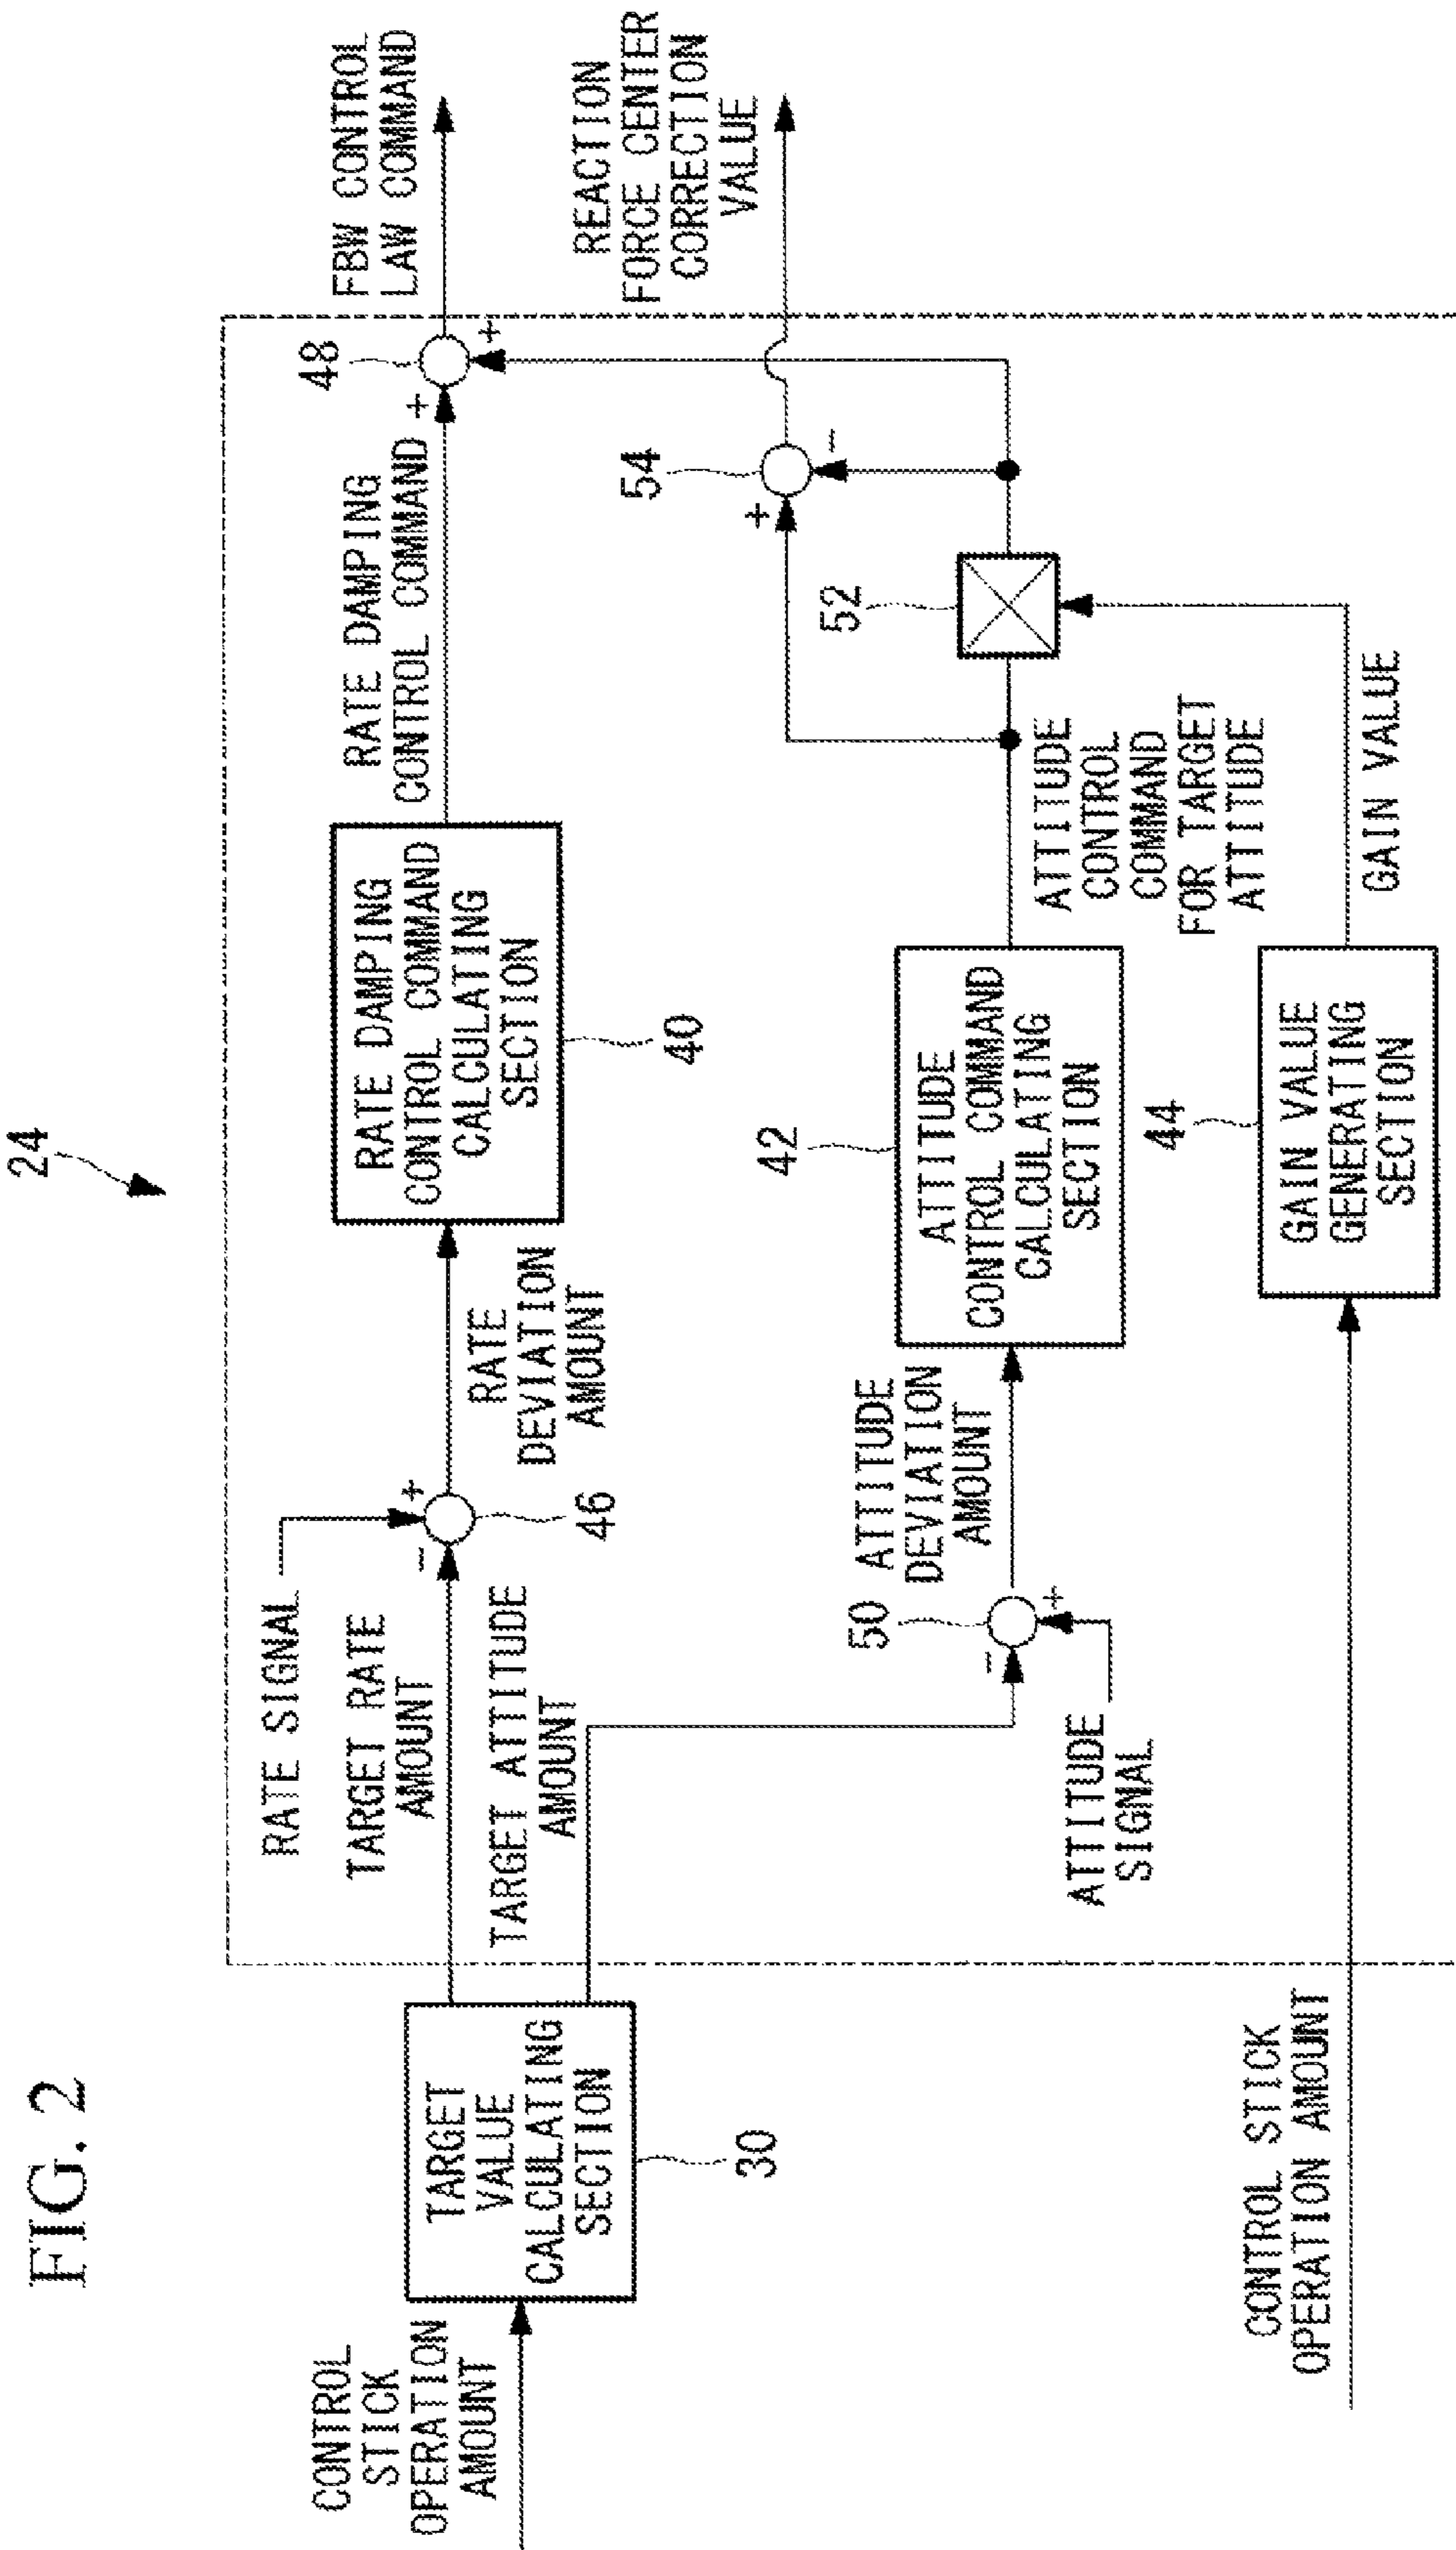 FIG. 2
24
CONTROL
STICK
OPERATION
AMOUNT
TARGET
VALUE
CALCULATING
SECTION
30
RATE SIGNAL
TARGET RATE
AMOUNT
TARGET ATTITUDE
AMOUNT
-
+
46
RATE
DEVIATION
AMOUNT
RATE DAMPING
CONTROL COMMAND
CALCULATING
SECTION
40
RATE DAMPING
CONTROL COMMAND
+
+
48
FBW CONTROL
LAW COMMAND
ATTITUDE
SIGNAL
-
+
50
ATTITUDE
DEVIATION
AMOUNT
ATTITUDE
CONTROL COMMAND
CALCULATING
SECTION
42
ATTITUDE
CONTROL
COMMAND
FOR TARGET
ATTITUDE
52
+
-
54
REACTION
FORCE CENTER
CORRECTION
VALUE
CONTROL STICK
OPERATION AMOUNT
GAIN VALUE
GENERATING
SECTION
44
GAIN VALUE